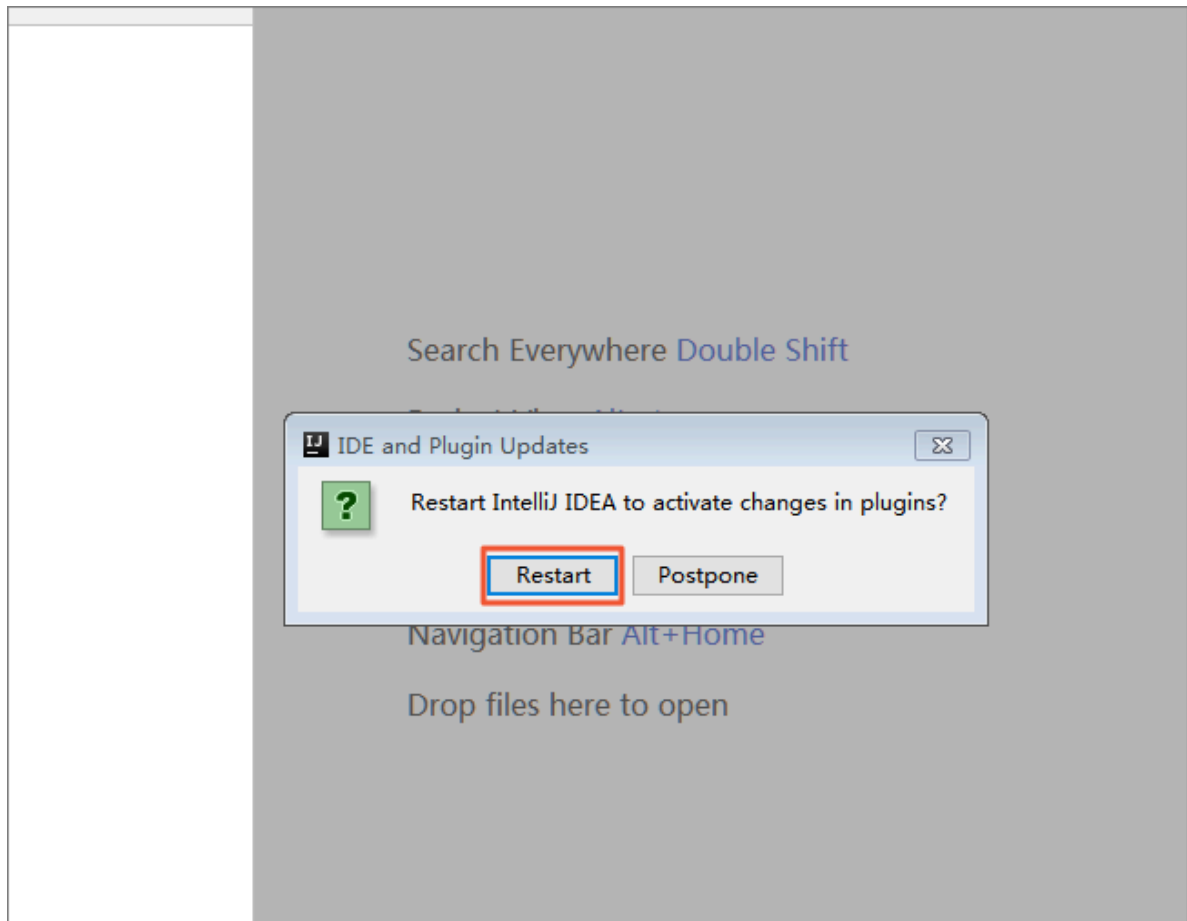 Search Everywhere Double Shift
IJ IDE and Plugin Updates
? Restart IntelliJ IDEA to activate changes in plugins?
Restart Postpone
Navigation Bar Alt+Home
Drop files here to open